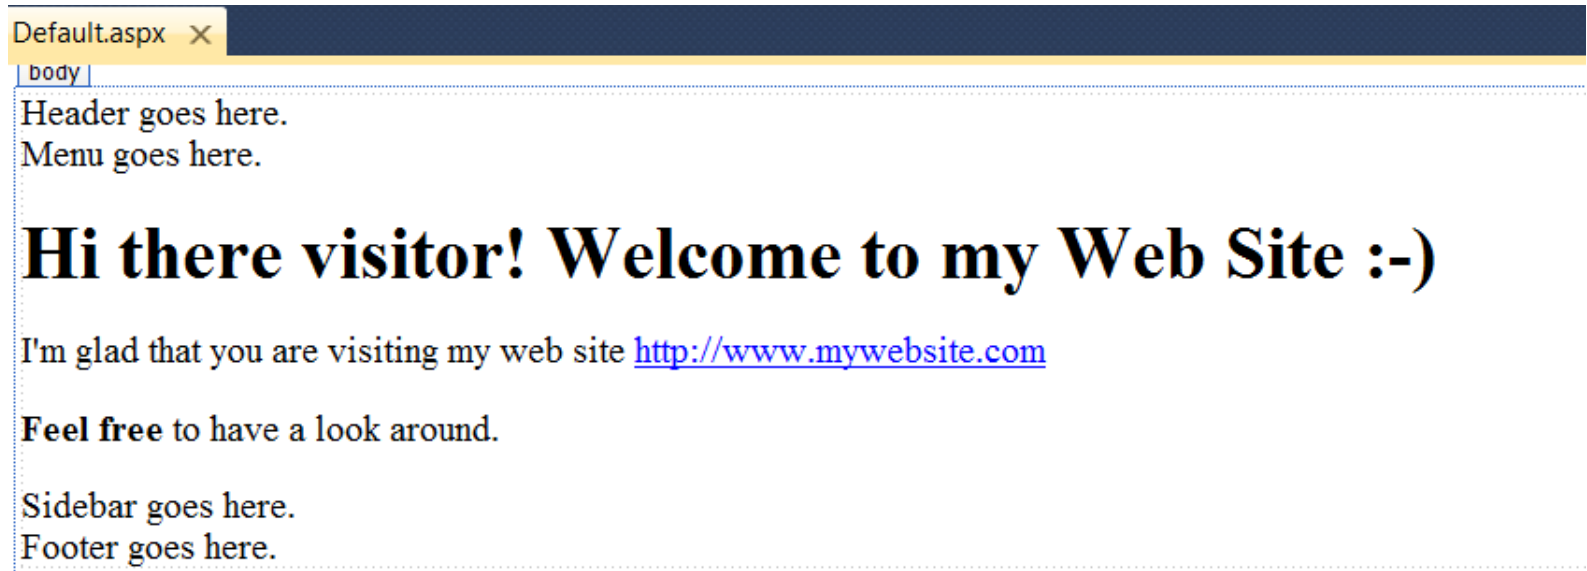 Default.aspx
body
Header goes here.
Menu goes here.
Hi there visitor! Welcome to my Web Site :-)
I'm glad that you are visiting my web site http://www.mywebsite.com
Feel free to have a look around.
Sidebar goes here.
Footer goes here.